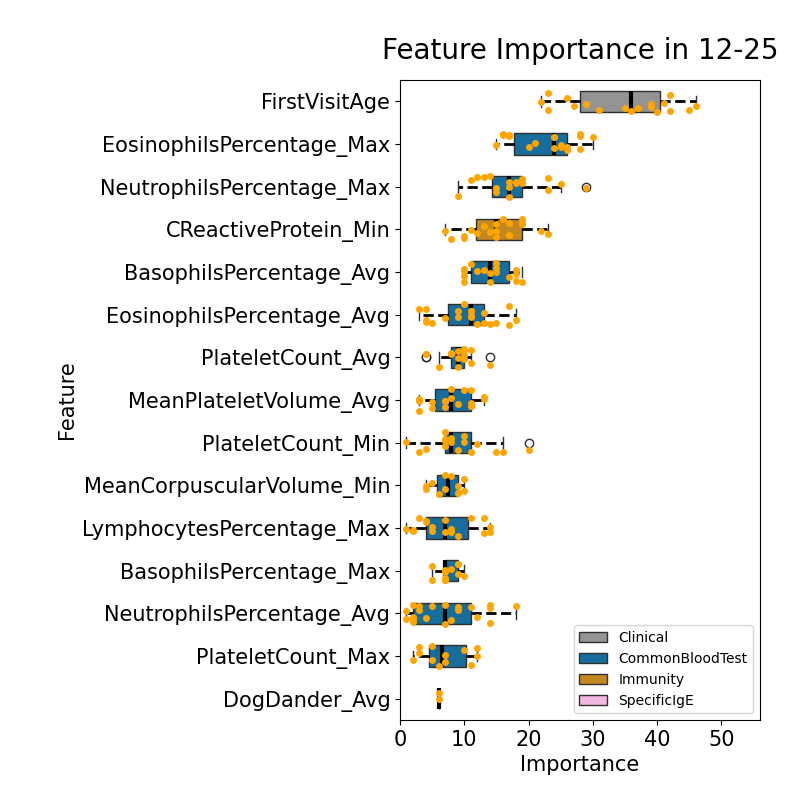 Feature Importance in 12-25
FirstVisitAge
EosinophilsPercentage_Max
NeutrophilsPercentage_Max
CReactiveProtein_Min
BasophilsPercentage_Avg
EosinophilsPercentage_Avg
PlateletCount_Avg
MeanPlateletVolume_Avg
PlateletCount_Min
MeanCorpuscularVolume_Min
LymphocytesPercentage_Max
BasophilsPercentage_Max
NeutrophilsPercentage_Avg
PlateletCount_Max
DogDander_Avg
Feature
Clinical
CommonBloodTest
Immunity
SpecificIgE
0 10 20 30 40 50
Importance